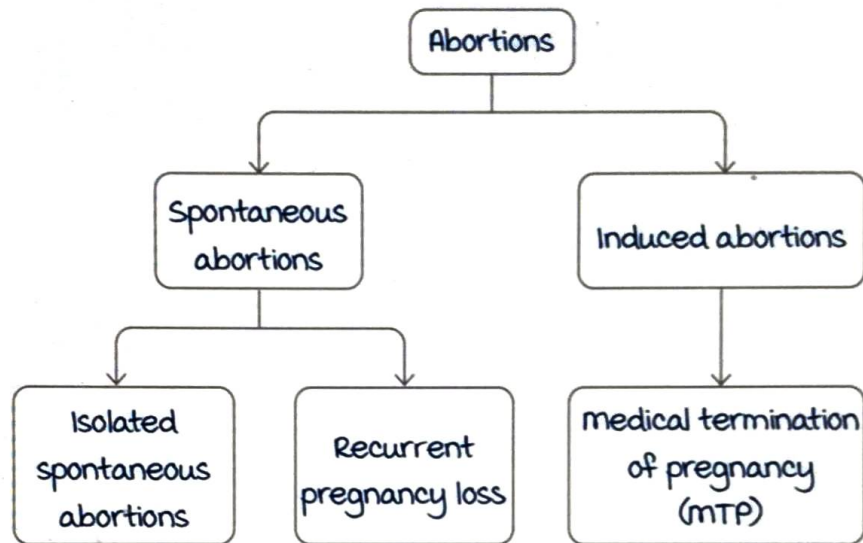 Abortions
Spontaneous
abortions
Induced abortions
Isolated
spontaneous
abortions
Recurrent
pregnancy loss
medical termination
of pregnancy
(MTP)